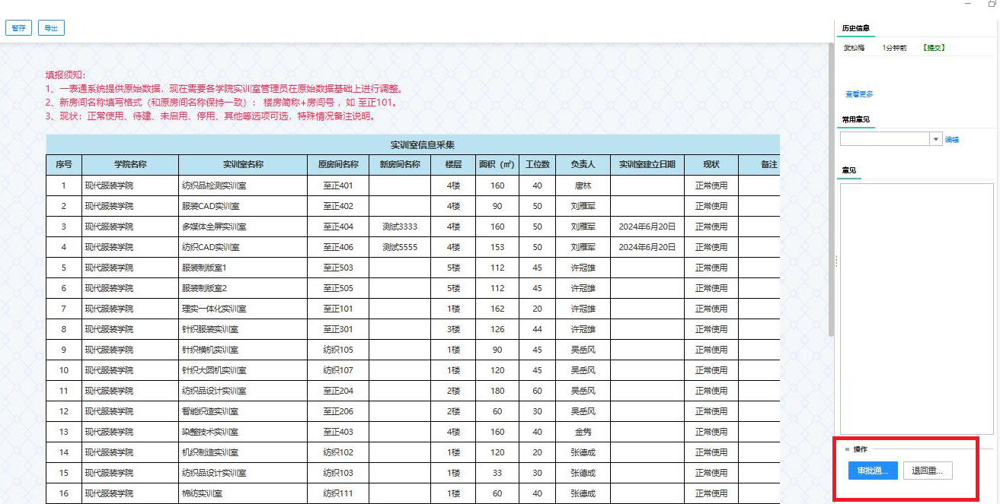 暂存 导出
填报须知：
1、一表通系统提供原始数据，现在需要各学院实训室管理员在原始数据基础上进行调整。
2、新房间名称填写格式（和原房间名称保持一致）： 楼房简称+房间号 ，如 至正101。
3、现状：正常使用、待建、未启用、停用、其他等选项可选，特殊情况备注说明。
实训室信息采集
序号 学院名称 实训室名称 原房间名称 新房间名称 楼层 面积（㎡） 工位数 负责人 实训室建立日期 现状 备注
1 现代服装学院 纺织品检测实训室 至正401 4楼 160 40 唐林 正常使用
2 现代服装学院 服装CAD实训室 至正402 4楼 90 50 刘雁军 正常使用
3 现代服装学院 多媒体全屏实训室 至正404 测试3333 4楼 160 50 刘雁军 2024年6月20日 正常使用
4 现代服装学院 纺织CAD实训室 至正406 测试5555 4楼 153 50 刘雁军 2024年6月20日 正常使用
5 现代服装学院 服装制版室1 至正503 5楼 112 45 许冠雄 正常使用
6 现代服装学院 服装制版室2 至正505 5楼 112 45 许冠雄 正常使用
7 现代服装学院 理实一体化实训室 至正101 1楼 162 20 许冠雄 正常使用
8 现代服装学院 针织服装实训室 至正301 3楼 126 44 许冠雄 正常使用
9 现代服装学院 针织横机实训室 纺织105 1楼 90 45 吴岳风 正常使用
10 现代服装学院 针织大圆机实训室 纺织107 1楼 120 45 吴岳风 正常使用
11 现代服装学院 纺织品设计实训室 至正204 2楼 180 60 吴岳风 正常使用
12 现代服装学院 智能织造实训室 至正206 2楼 60 30 吴岳风 正常使用
13 现代服装学院 染整技术实训室 至正403 4楼 160 40 金隽 正常使用
14 现代服装学院 机织制造实训室 纺织102 1楼 120 20 张德成 正常使用
15 现代服装学院 纺织品设计实训室 纺织103 1楼 33 30 张德成 正常使用
16 现代服装学院 棉纺实训室 纺织111 1楼 60 40 张德成 正常使用
历史信息
武松梅 1分钟前 【提交】
查看更多
常用意见
编辑
意见
操作
审批通... 退回重...